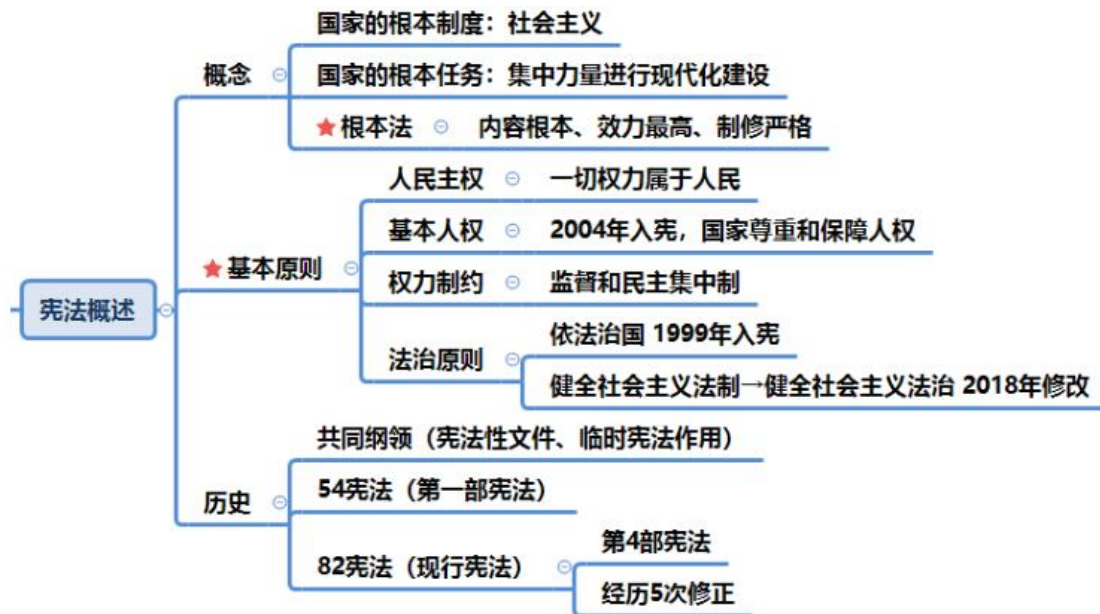 宪法概述
概念
国家的根本制度：社会主义
国家的根本任务：集中力量进行现代化建设
根本法
内容根本、效力最高、制修严格
基本原则
人民主权
一切权力属于人民
基本人权
2004年入宪，国家尊重和保障人权
权力制约
监督和民主集中制
法治原则
依法治国 1999年入宪
健全社会主义法制→健全社会主义法治 2018年修改
历史
共同纲领（宪法性文件、临时宪法作用）
54宪法（第一部宪法）
82宪法（现行宪法）
第4部宪法
经历5次修正